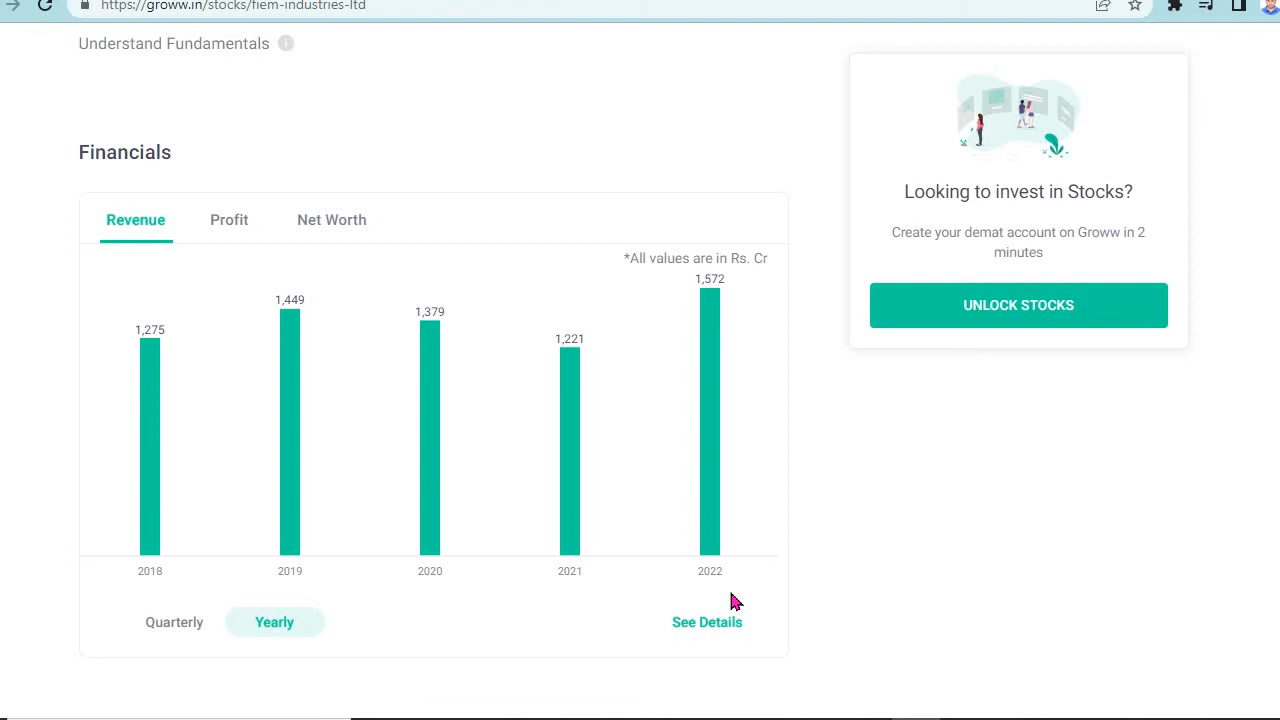 https://groww.in/stocks/fiem-industries-ltd
Understand Fundamentals
Financials
Revenue Profit Net Worth
*All values are in Rs. Cr
1,275 1,449 1,379 1,221 1,572
2018 2019 2020 2021 2022
Quarterly Yearly See Details
Looking to invest in Stocks?
Create your demat account on Groww in 2
minutes
UNLOCK STOCKS